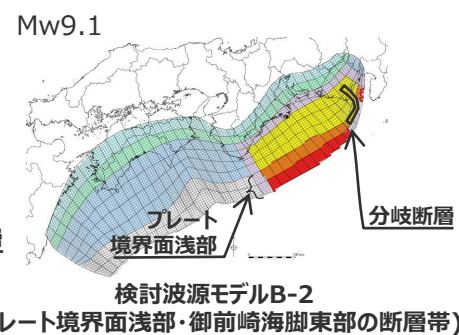 Mw9.1
プレート
境界面浅部
分岐断層
検討波源モデルB-2
レート境界面浅部・御前崎海脚東部の断層帯)